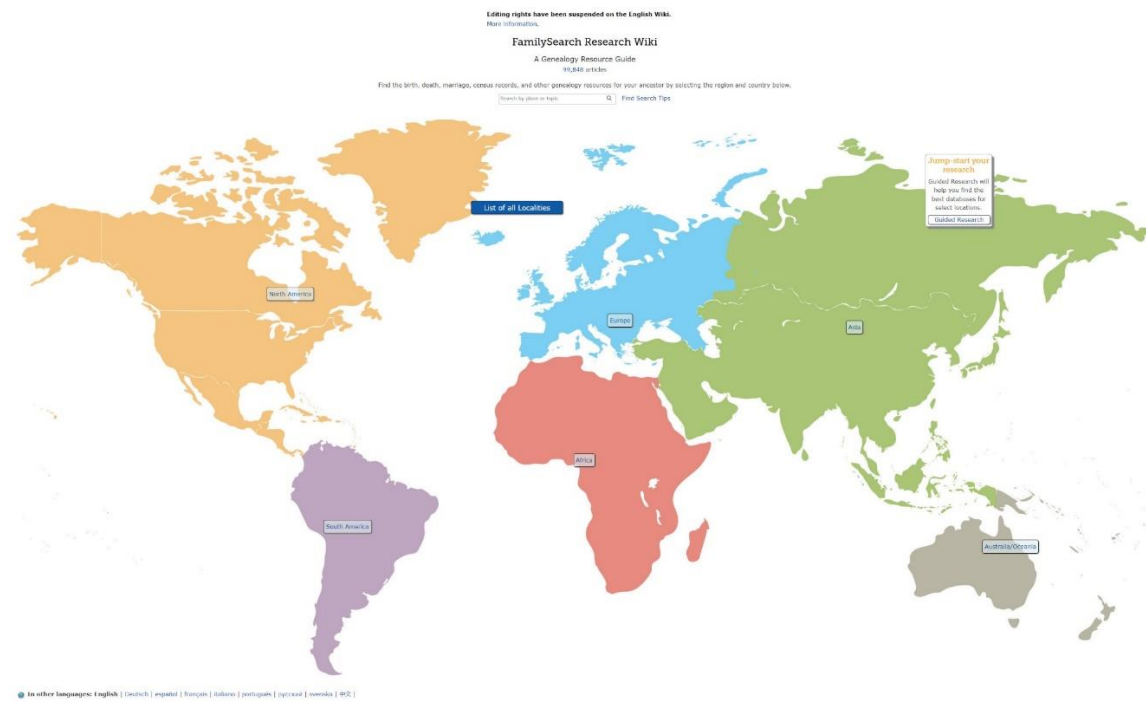 Editing rights have been suspended on the English Wiki.
More information.
FamilySearch Research Wiki
A Genealogy Resource Guide
99,848 articles
Find the birth, death, marriage, census records, and other genealogy resources for your ancestor by selecting the region and country below.
Search by place or topic
Find Search Tips
Jump-start your
research
Guided Research will
help you find the
best databases for
select locations.
Guided Research
List of all Localities
North America
Europe
Asia
Africa
South America
Australia/Oceania
In other languages: English | Deutsch | español | français | italiano | português | русский | svenska | 中文 |